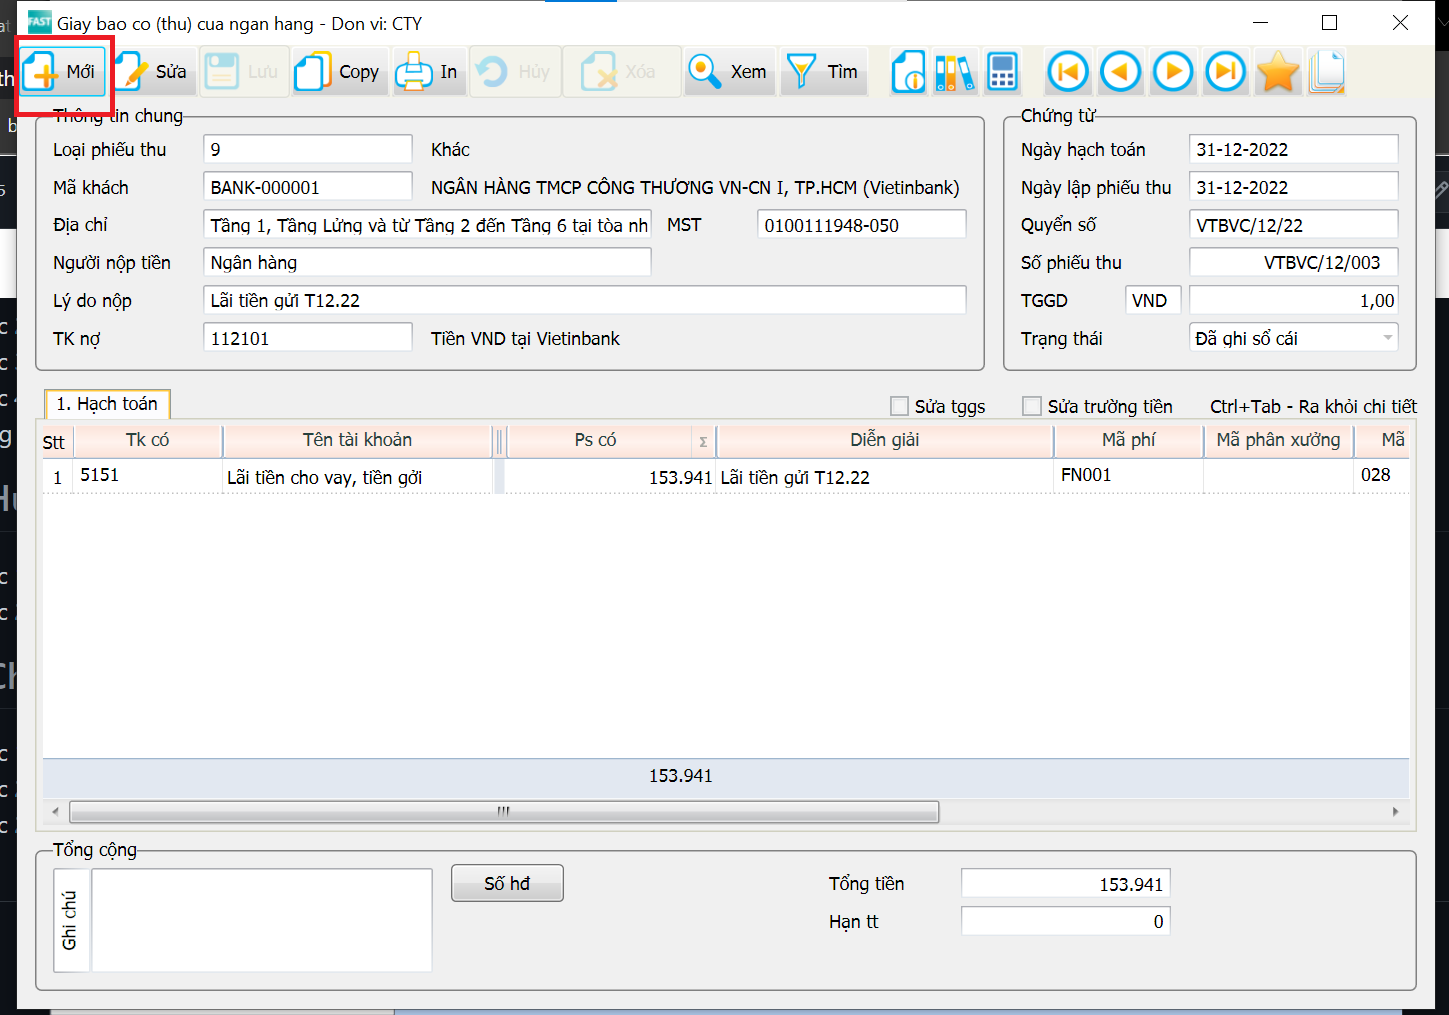 FAST Giay bao co (thu) cua ngan hang - Don vi: CTY
Mới Sửa Lưu Copy In Hủy Xóa Xem Tìm
Thông tin chung
Loại phiếu thu 9 Khác
Mã khách BANK-000001 NGÂN HÀNG TMCP CÔNG THƯƠNG VN-CN I, TP.HCM (Vietinbank)
Địa chỉ Tầng 1, Tầng Lửng và từ Tầng 2 đến Tầng 6 tại tòa nh MST 0100111948-050
Người nộp tiền Ngân hàng
Lý do nộp Lãi tiền gửi T12.22
TK nợ 112101 Tiền VND tại Vietinbank
Chứng từ
Ngày hạch toán 31-12-2022
Ngày lập phiếu thu 31-12-2022
Quyển số VTBVC/12/22
Số phiếu thu VTBVC/12/003
TGGD VND 1,00
Trạng thái Đã ghi sổ cái
1. Hạch toán Sửa tggs Sửa trường tiền Ctrl+Tab - Ra khỏi chi tiết
Stt Tk có Tên tài khoản Ps có Σ Diễn giải Mã phí Mã phân xưởng Mã
1 5151 Lãi tiền cho vay, tiền gởi 153.941 Lãi tiền gửi T12.22 FN001 028
153.941
Tổng cộng
Ghi chú
Số hđ
Tổng tiền 153.941
Hạn tt 0